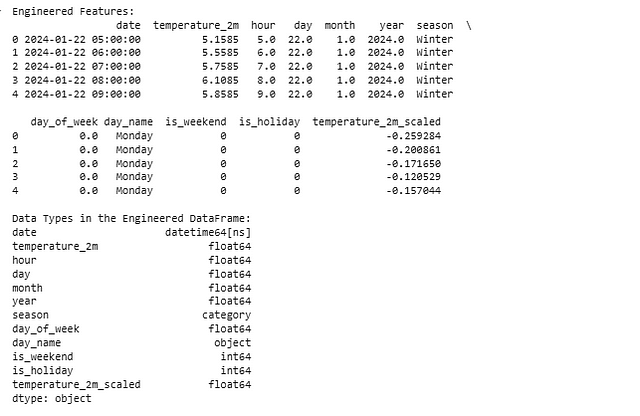 Engineered Features:
date temperature_2m hour day month year season \
0 2024-01-22 05:00:00 5.1585 5.0 22.0 1.0 2024.0 Winter
1 2024-01-22 06:00:00 5.5585 6.0 22.0 1.0 2024.0 Winter
2 2024-01-22 07:00:00 5.7585 7.0 22.0 1.0 2024.0 Winter
3 2024-01-22 08:00:00 6.1085 8.0 22.0 1.0 2024.0 Winter
4 2024-01-22 09:00:00 5.8585 9.0 22.0 1.0 2024.0 Winter
day_of_week day_name is_weekend is_holiday temperature_2m_scaled
0 0.0 Monday 0 0 -0.259284
1 0.0 Monday 0 0 -0.200861
2 0.0 Monday 0 0 -0.171650
3 0.0 Monday 0 0 -0.120529
4 0.0 Monday 0 0 -0.157044
Data Types in the Engineered DataFrame:
date datetime64[ns]
temperature_2m float64
hour float64
day float64
month float64
year float64
season category
day_of_week float64
day_name object
is_weekend int64
is_holiday int64
temperature_2m_scaled float64
dtype: object